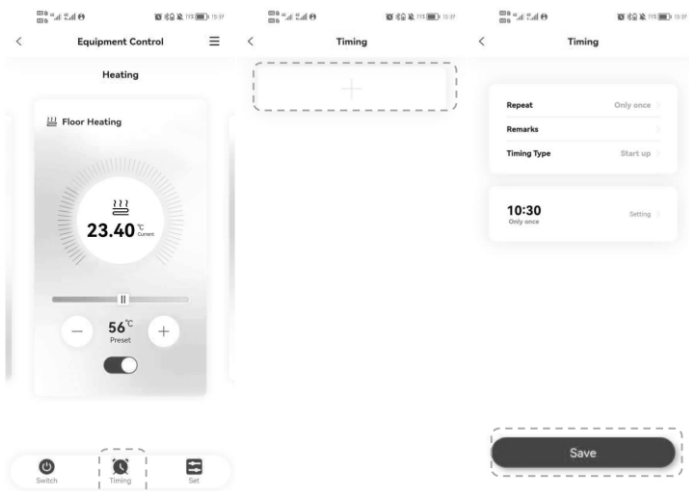 Equipment Control
Heating
Floor Heating
23.40 °C
Current
56°C
Preset
Switch
Timing
Set
Timing
Timing
Repeat
Only once
Remarks
Timing Type
Start up
10:30
Only once
Setting
Save